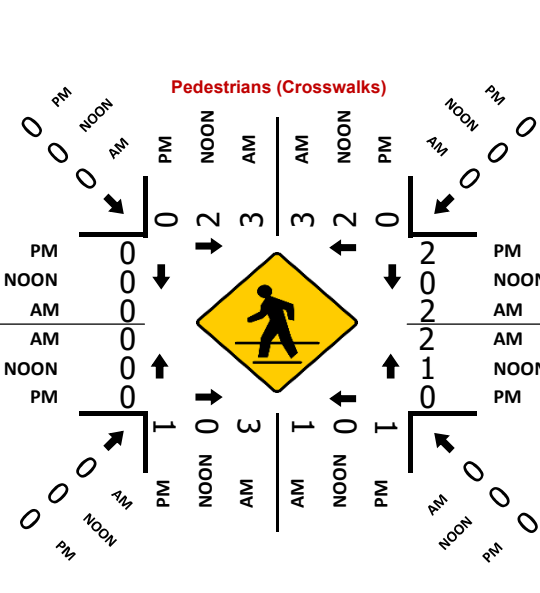 Pedestrians (Crosswalks)
PM 0
NOON 0
AM 0
PM NOON AM AM NOON PM
0 2 3 3 2 0
PM 0
NOON 0
AM 0
PM 0 2 PM
NOON 0 0 NOON
AM 0 2 AM
AM 0 2 AM
NOON 0 1 NOON
PM 0 0 PM
1 0 3 1 0 1
PM NOON AM AM NOON PM
0 AM
0 NOON
0 PM
AM 0
NOON 0
PM 0